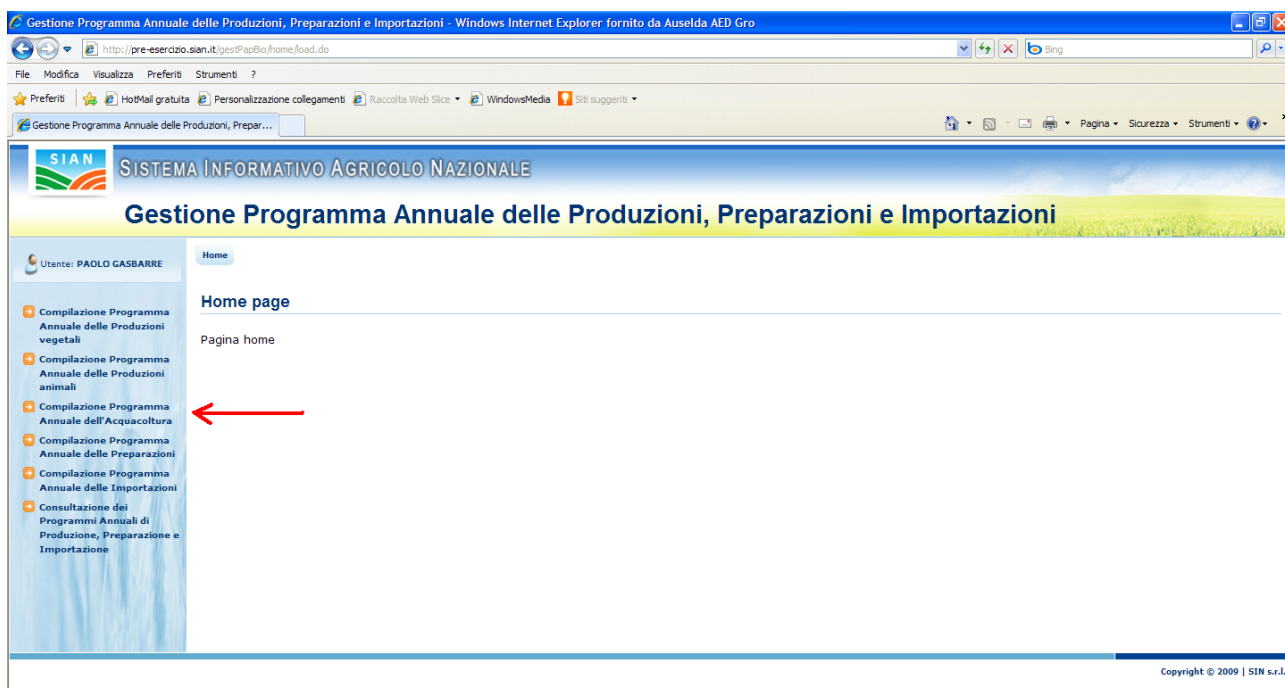 Gestione Programma Annuale delle Produzioni, Preparazioni e Importazioni - Windows Internet Explorer fornito da Auselda AED Gro
http://pre-esercizio.sian.it/gestPapBio/home/load.do
Bing
File Modifica Visualizza Preferiti Strumenti ?
Preferiti HotMail gratuita Personalizzazione collegamenti Raccolta Web Slice WindowsMedia Siti suggeriti
Gestione Programma Annuale delle Produzioni, Prepar...
Pagina Sicurezza Strumenti
SIAN
SISTEMA INFORMATIVO AGRICOLO NAZIONALE
Gestione Programma Annuale delle Produzioni, Preparazioni e Importazioni
Utente: PAOLO GASBARRE
Home
Compilazione Programma
Annuale delle Produzioni
vegetali
Compilazione Programma
Annuale delle Produzioni
animali
Compilazione Programma
Annuale dell'Acquacoltura
Compilazione Programma
Annuale delle Preparazioni
Compilazione Programma
Annuale delle Importazioni
Consultazione dei
Programmi Annuali di
Produzione, Preparazione e
Importazione
Home page
Pagina home
Copyright © 2009 | SIN s.r.l.